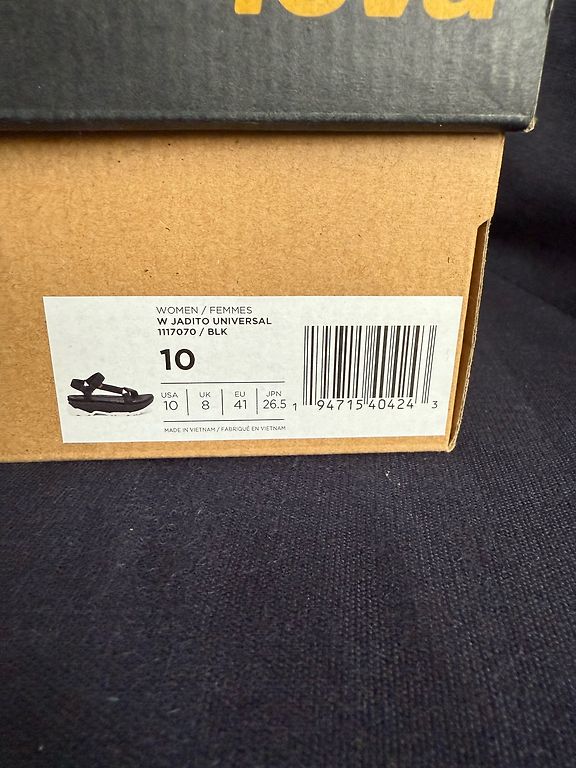 Teva
WOMEN / FEMMES
W JADITO UNIVERSAL
1117070 / BLK
10
USA UK EU JPN
10 8 41 26.5
1 94715 40424 3
MADE IN VIETNAM / FABRIQUÉ EN VIETNAM